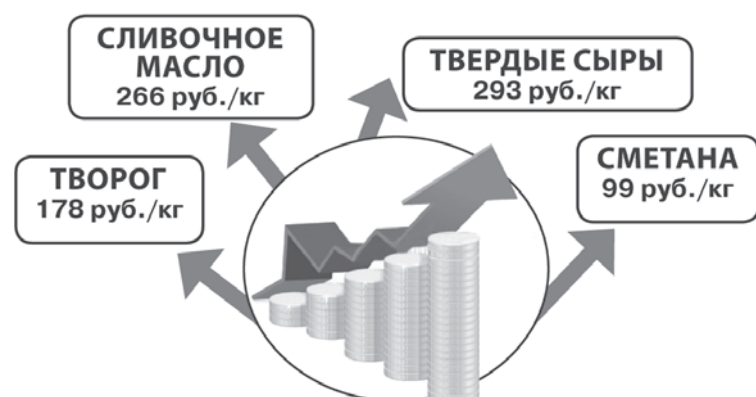 СЛИВОЧНОЕ
МАСЛО
266 руб./кг
ТВЕРДЫЕ СЫРЫ
293 руб./кг
ТВОРОГ
178 руб./кг
СМЕТАНА
99 руб./кг